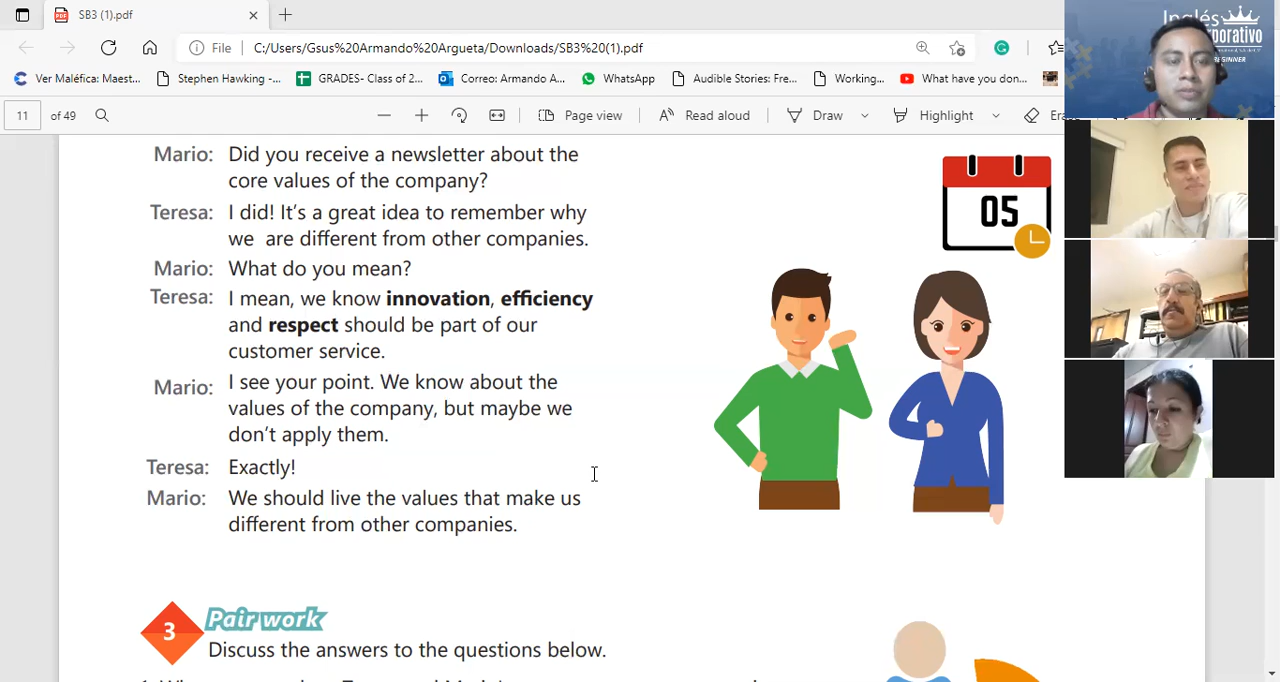 SB3 (1).pdf
File C:/Users/Gsus%20Armando%20Argueta/Downloads/SB3%20(1).pdf
Ver Maléfica: Maest... Stephen Hawking -... GRADES- Class of 2... Correo: Armando A... WhatsApp Audible Stories: Fre... Working... What have you don...
11 of 49 Page view Read aloud Draw Highlight
Mario: Did you receive a newsletter about the
core values of the company?
Teresa: I did! It's a great idea to remember why
we are different from other companies.
Mario: What do you mean?
Teresa: I mean, we know innovation, efficiency
and respect should be part of our
customer service.
Mario: I see your point. We know about the
values of the company, but maybe we
don't apply them.
Teresa: Exactly!
Mario: We should live the values that make us
different from other companies.
05
3 Pair work
Discuss the answers to the questions below.